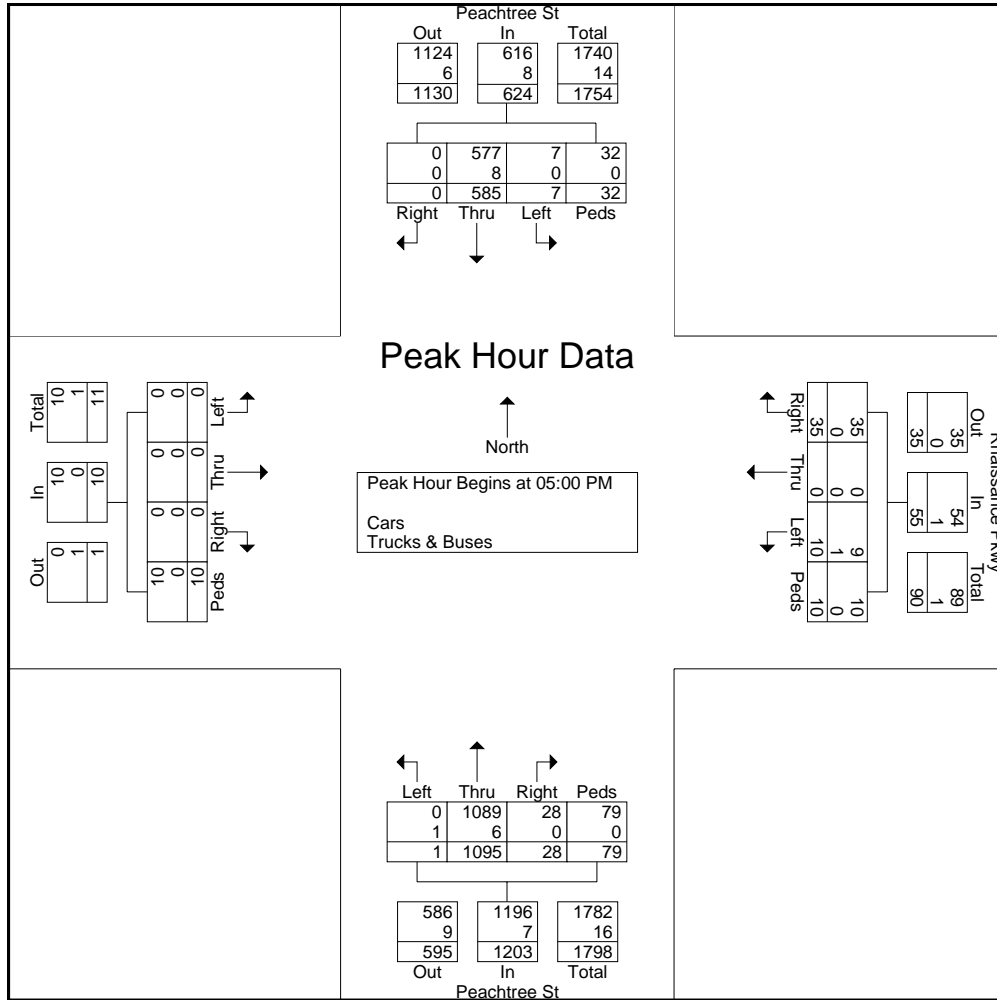 Peachtree St
Out In Total
1124 616 1740
6 8 14
1130 624 1754
0 577 7 32
0 8 0 0
0 585 7 32
Right Thru Left Peds
Peak Hour Data
North
Peak Hour Begins at 05:00 PM
Cars
Trucks & Buses
Out In Total
0 10 10
1 0 1
1 10 11
10 0 0 0
0 0 0 0
10 0 0 0
Peds Right Thru Left
Rnaissance Pkwy
Out In Total
35 54 89
0 1 1
35 55 90
35 0 9 10
0 0 1 0
35 0 10 10
Right Thru Left Peds
Left Thru Right Peds
0 1089 28 79
1 6 0 0
1 1095 28 79
586 1196 1782
9 7 16
595 1203 1798
Out In Total
Peachtree St